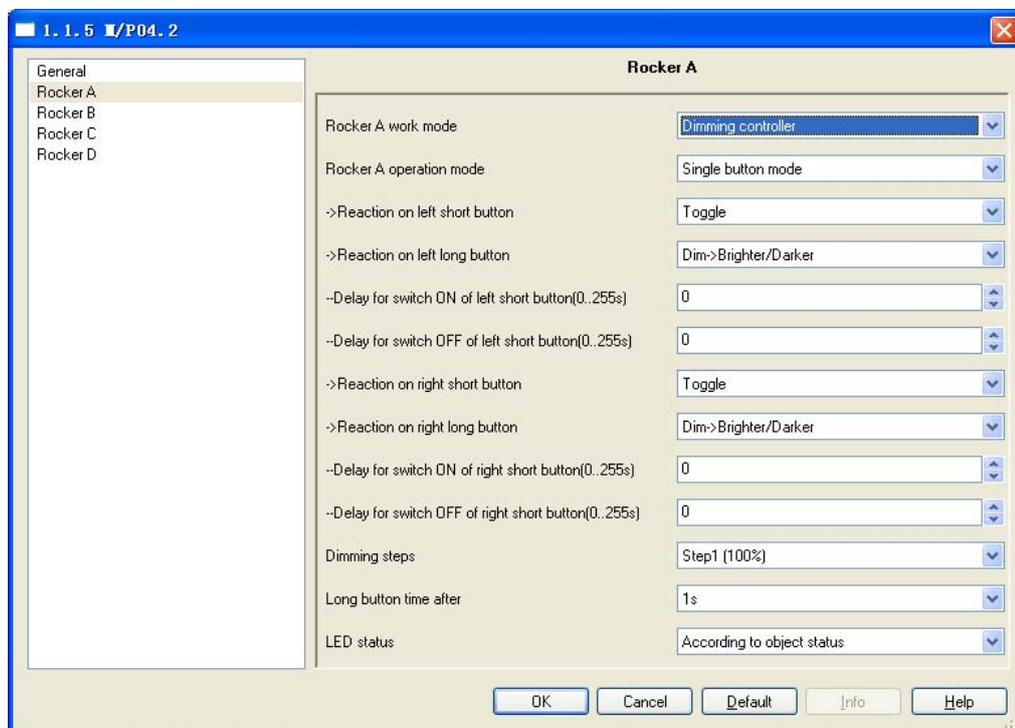 1.1.5 M/P04.2
General
Rocker A
Rocker B
Rocker C
Rocker D
Rocker A
Rocker A work mode Dimming controller
Rocker A operation mode Single button mode
->Reaction on left short button Toggle
->Reaction on left long button Dim->Brighter/Darker
--Delay for switch ON of left short button(0..255s) 0
--Delay for switch OFF of left short button(0..255s) 0
->Reaction on right short button Toggle
->Reaction on right long button Dim->Brighter/Darker
--Delay for switch ON of right short button(0..255s) 0
--Delay for switch OFF of right short button(0..255s) 0
Dimming steps Step1 (100%)
Long button time after 1s
LED status According to object status
OK Cancel Default Info Help